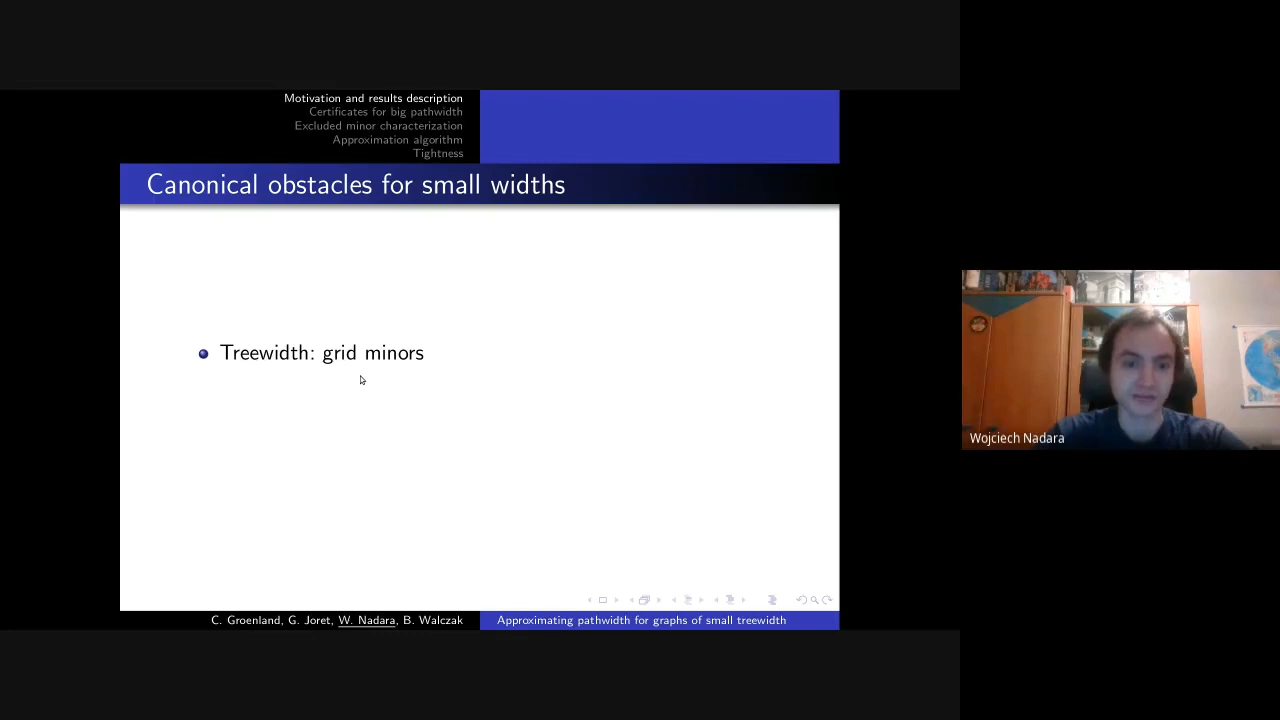 Motivation and results description
Certificates for big pathwidth
Excluded minor characterization
Approximation algorithm
Tightness
Canonical obstacles for small widths
Treewidth: grid minors
Wojciech Nadara
C. Groenland, G. Joret, W. Nadara, B. Walczak
Approximating pathwidth for graphs of small treewidth